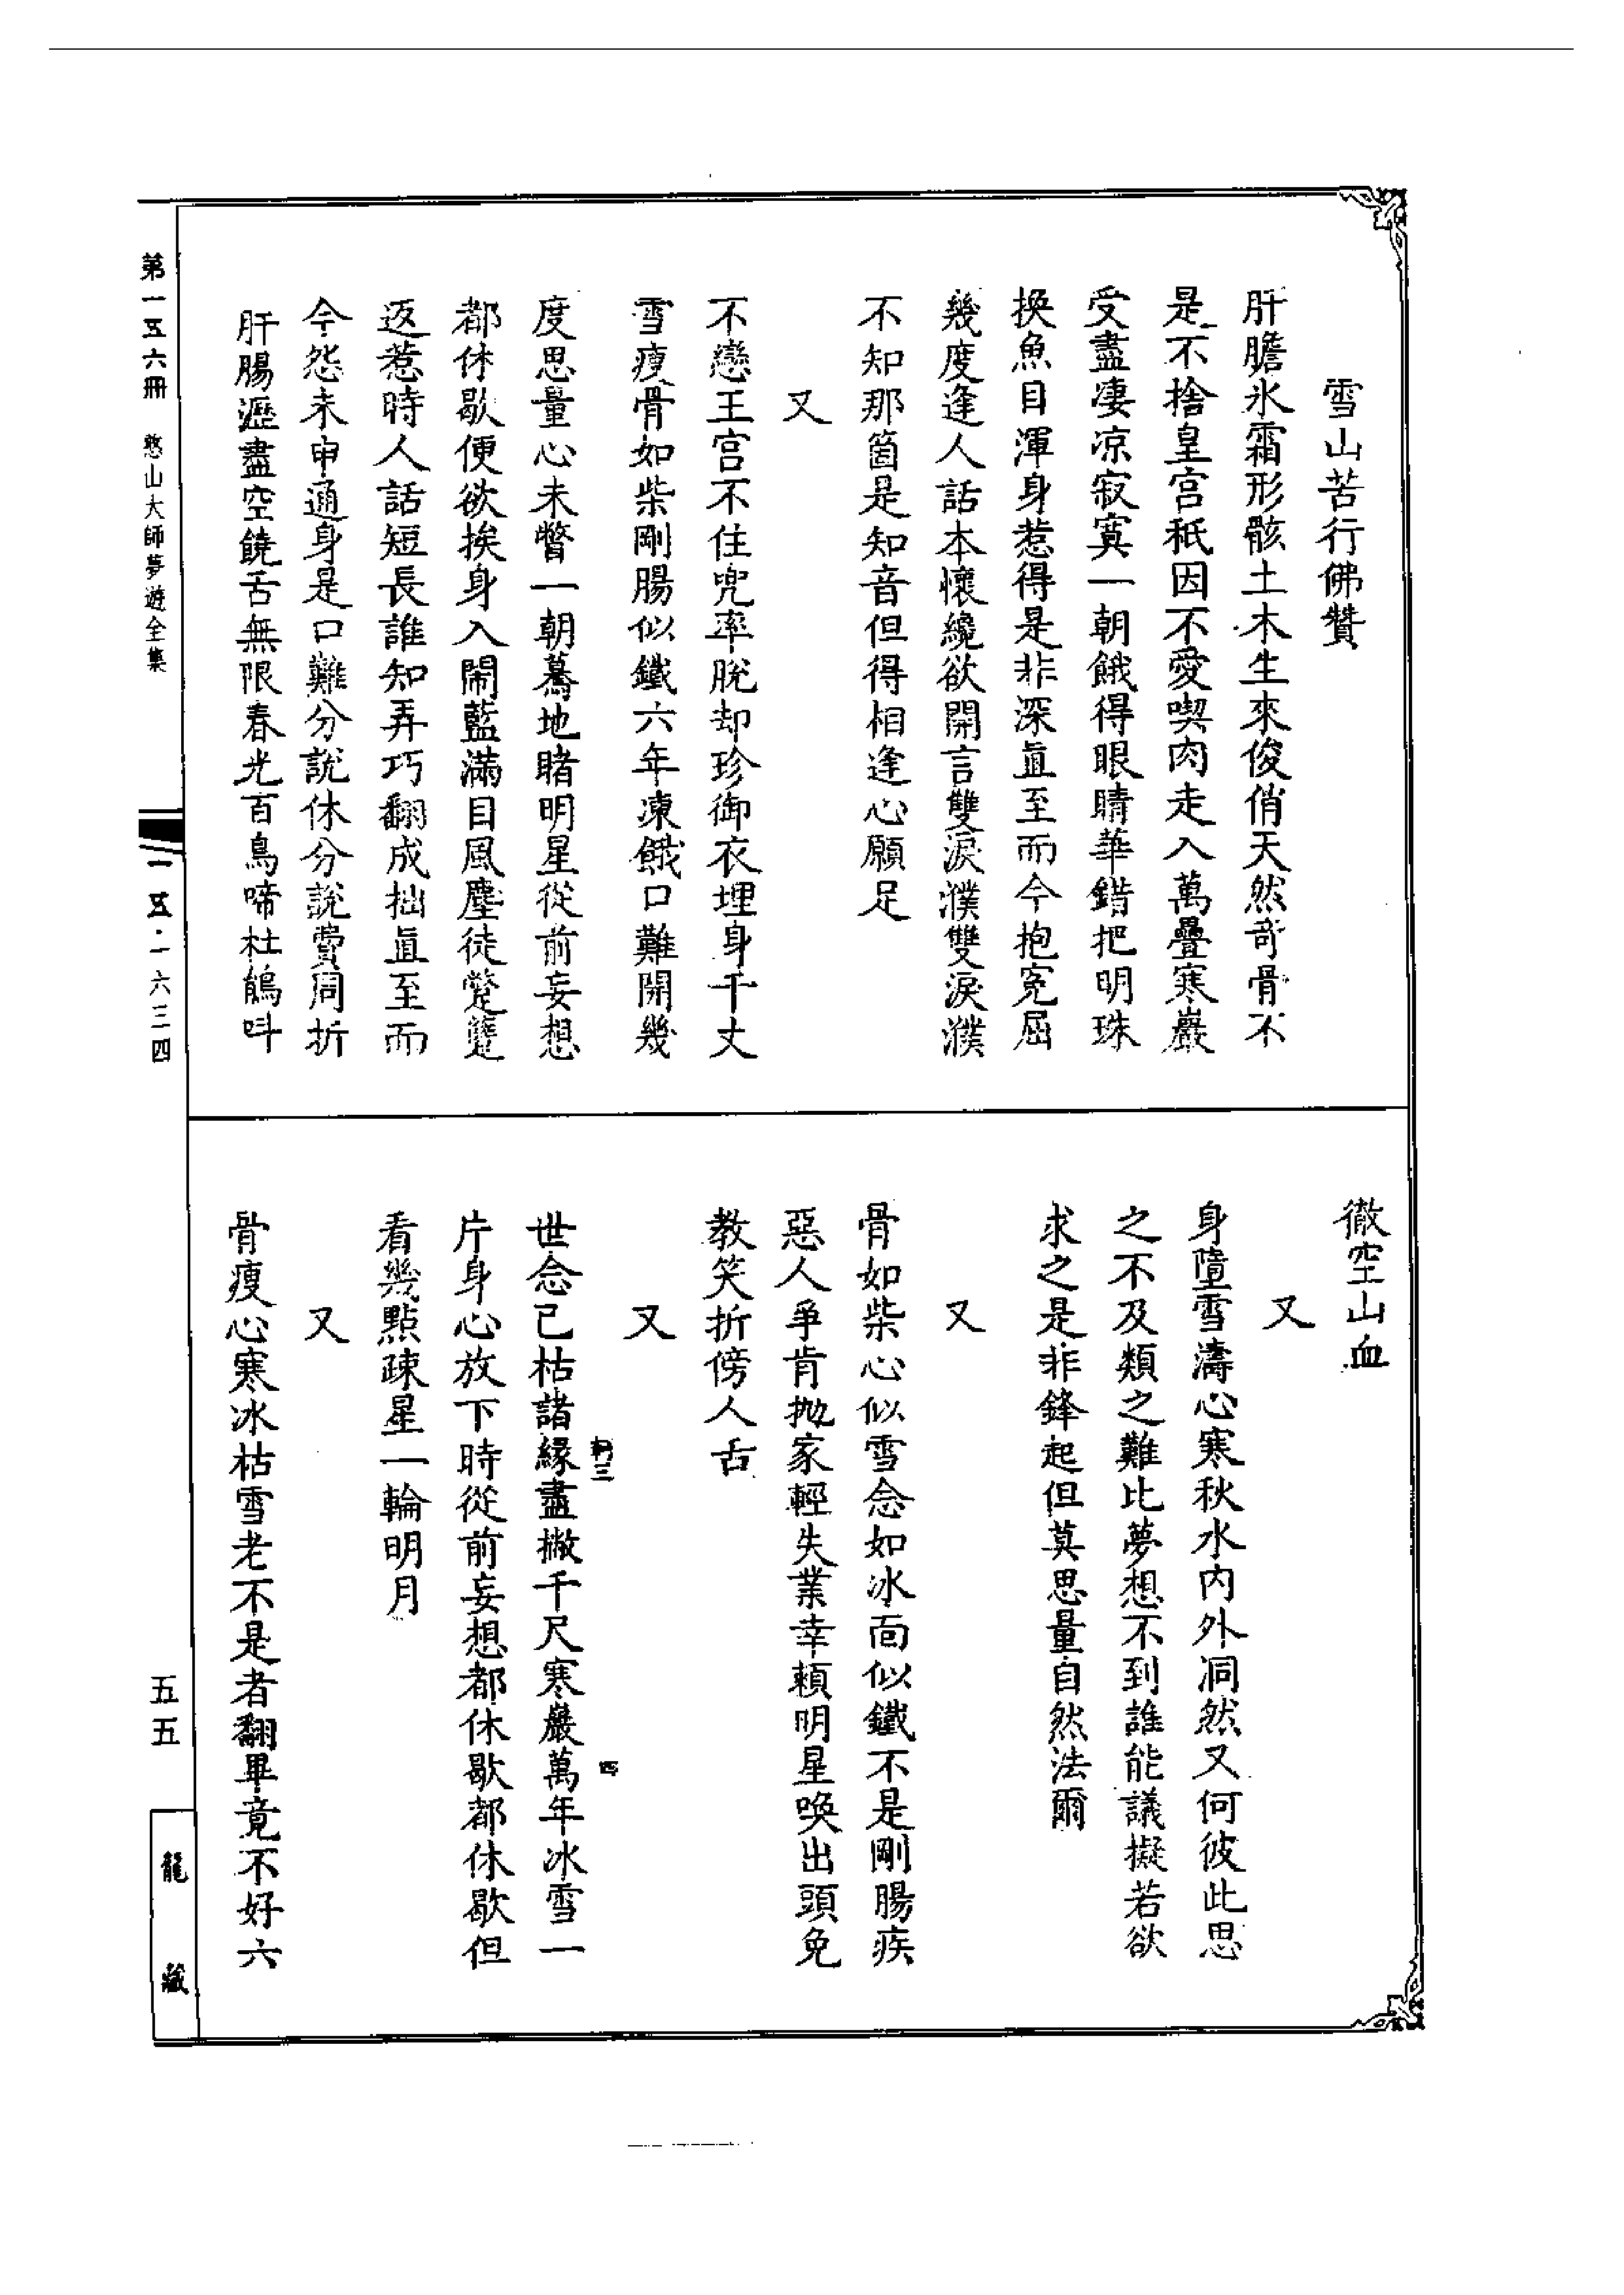 雪山苦行佛贊
肝膽氷霜形骸土木生來俊俏天然奇骨不
是不捨皇宮秖因不愛喫肉走入萬疊寒巖
受盡凄凉寂寞一朝餓得眼睛華錯把明珠
換魚目渾身惹得是非深直至而今抱寃屈
幾度逢人話本懷纔欲開言雙淚濮雙淚濮
不知那箇是知音但得相逢心願足
又
不戀王宮不住兜率脫却珍御衣埋身千丈
雪瘦骨如柴剛腸似鐵六年凍餓口難開幾
度思量心未瞥一朝驀地睹明星從前妄想
都休歇便欲挨身入鬧藍滿目風塵徒蹩躠
返惹時人話短長誰知弄巧翻成拙直至而
今怨未申通身是口難分說休分說費周折
肝腸瀝盡空饒舌無限春光百鳥啼杜鵑呌
徹空山血
又
身墮雪濤心寒秋水內外洞然又何彼此思
之不及類之難比夢想不到誰能議擬若欲
求之是非鋒起但莫思量自然法爾
又
骨如柴心似雪念如冰面似鐵不是剛腸疾
惡人爭肯拋家輕失業幸賴明星喚出頭免
教笑折傍人舌
又
世念已枯諸緣盡撇千尺寒巖萬年冰雪一
片身心放下時從前妄想都休歇都休歇但
看幾點疎星一輪明月
又
骨瘦心寒冰枯雪老不是者翻畢竟不好六
四
第一五六冊 憨山大師夢遊全集
一五五·一六三四
五五
龍藏